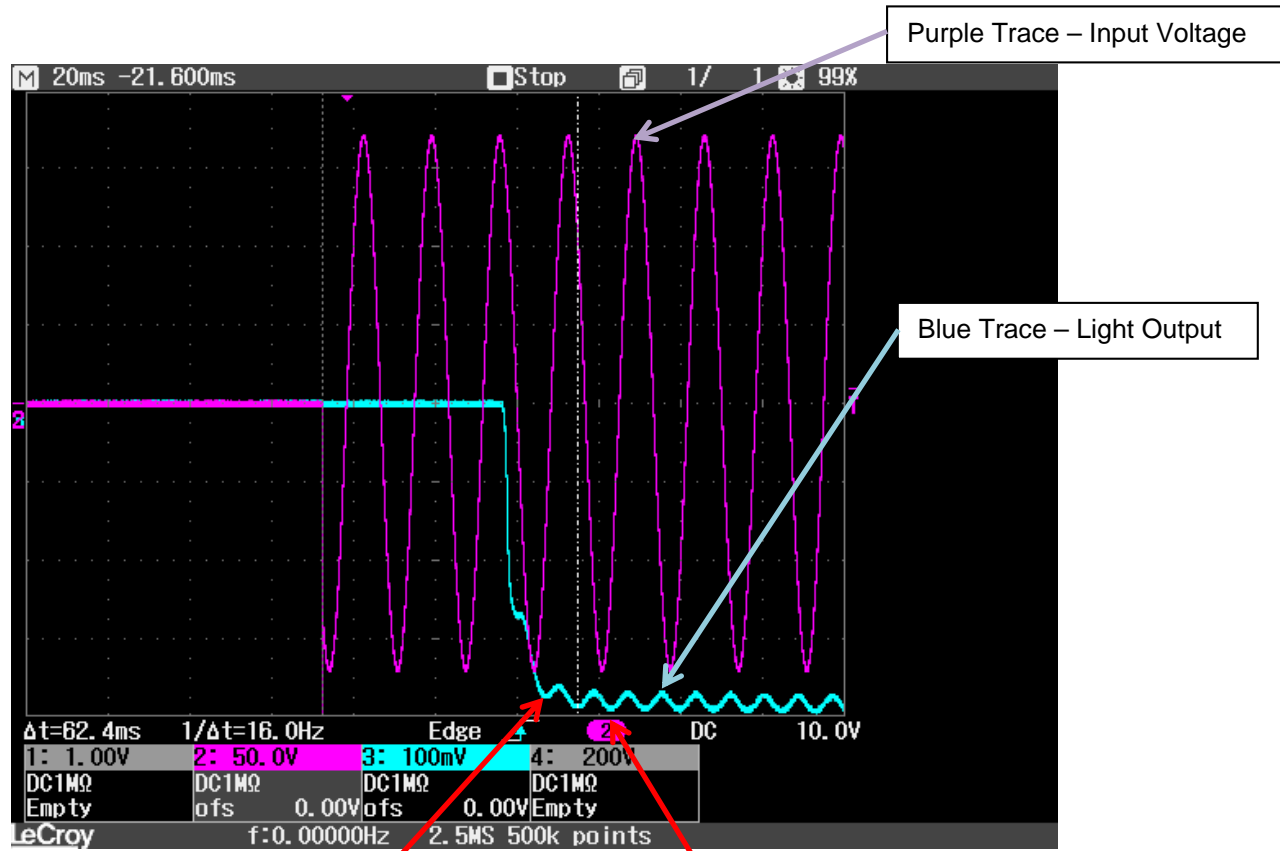 Purple Trace – Input Voltage
M 20ms -21.600ms Stop 1/ 1 99%
Blue Trace – Light Output
Δt=62.4ms 1/Δt=16.0Hz Edge 2 DC 10.0V
1: 1.00V 2: 50.0V 3: 100mV 4: 200V
DC1MΩ DC1MΩ DC1MΩ DC1MΩ
Empty ofs 0.00V ofs 0.00V Empty
LeCroy f:0.00000Hz 2.5MS 500k points